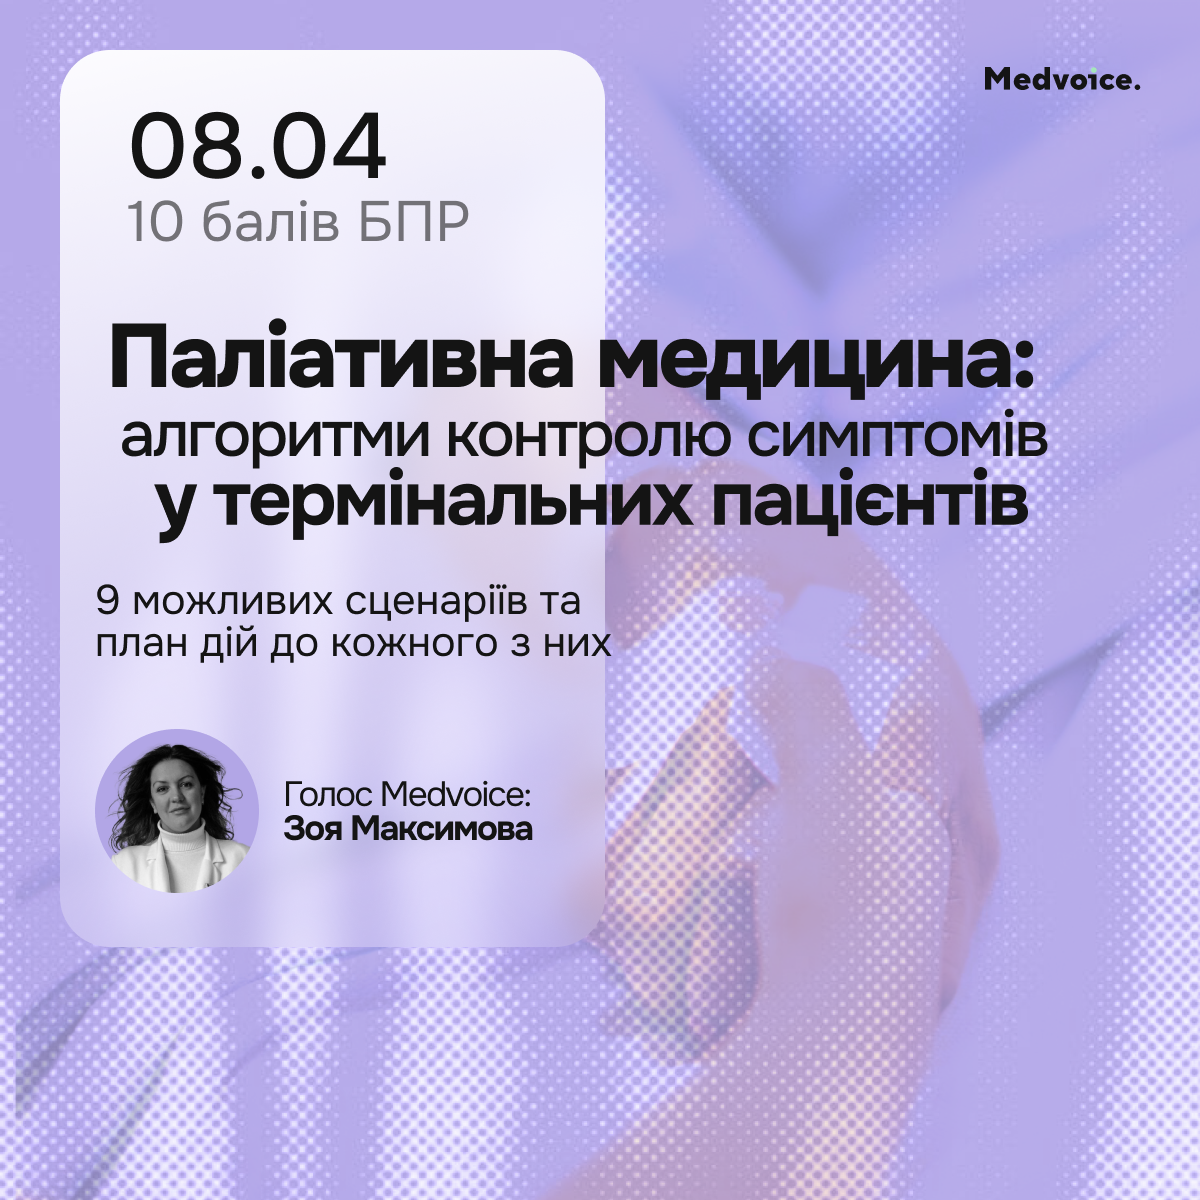 Medvoice.
08.04
10 балів БПР
Паліативна медицина:
алгоритми контролю симптомів
у термінальних пацієнтів
9 можливих сценаріїв та
план дій до кожного з них
Голос Medvoice:
Зоя Максимова